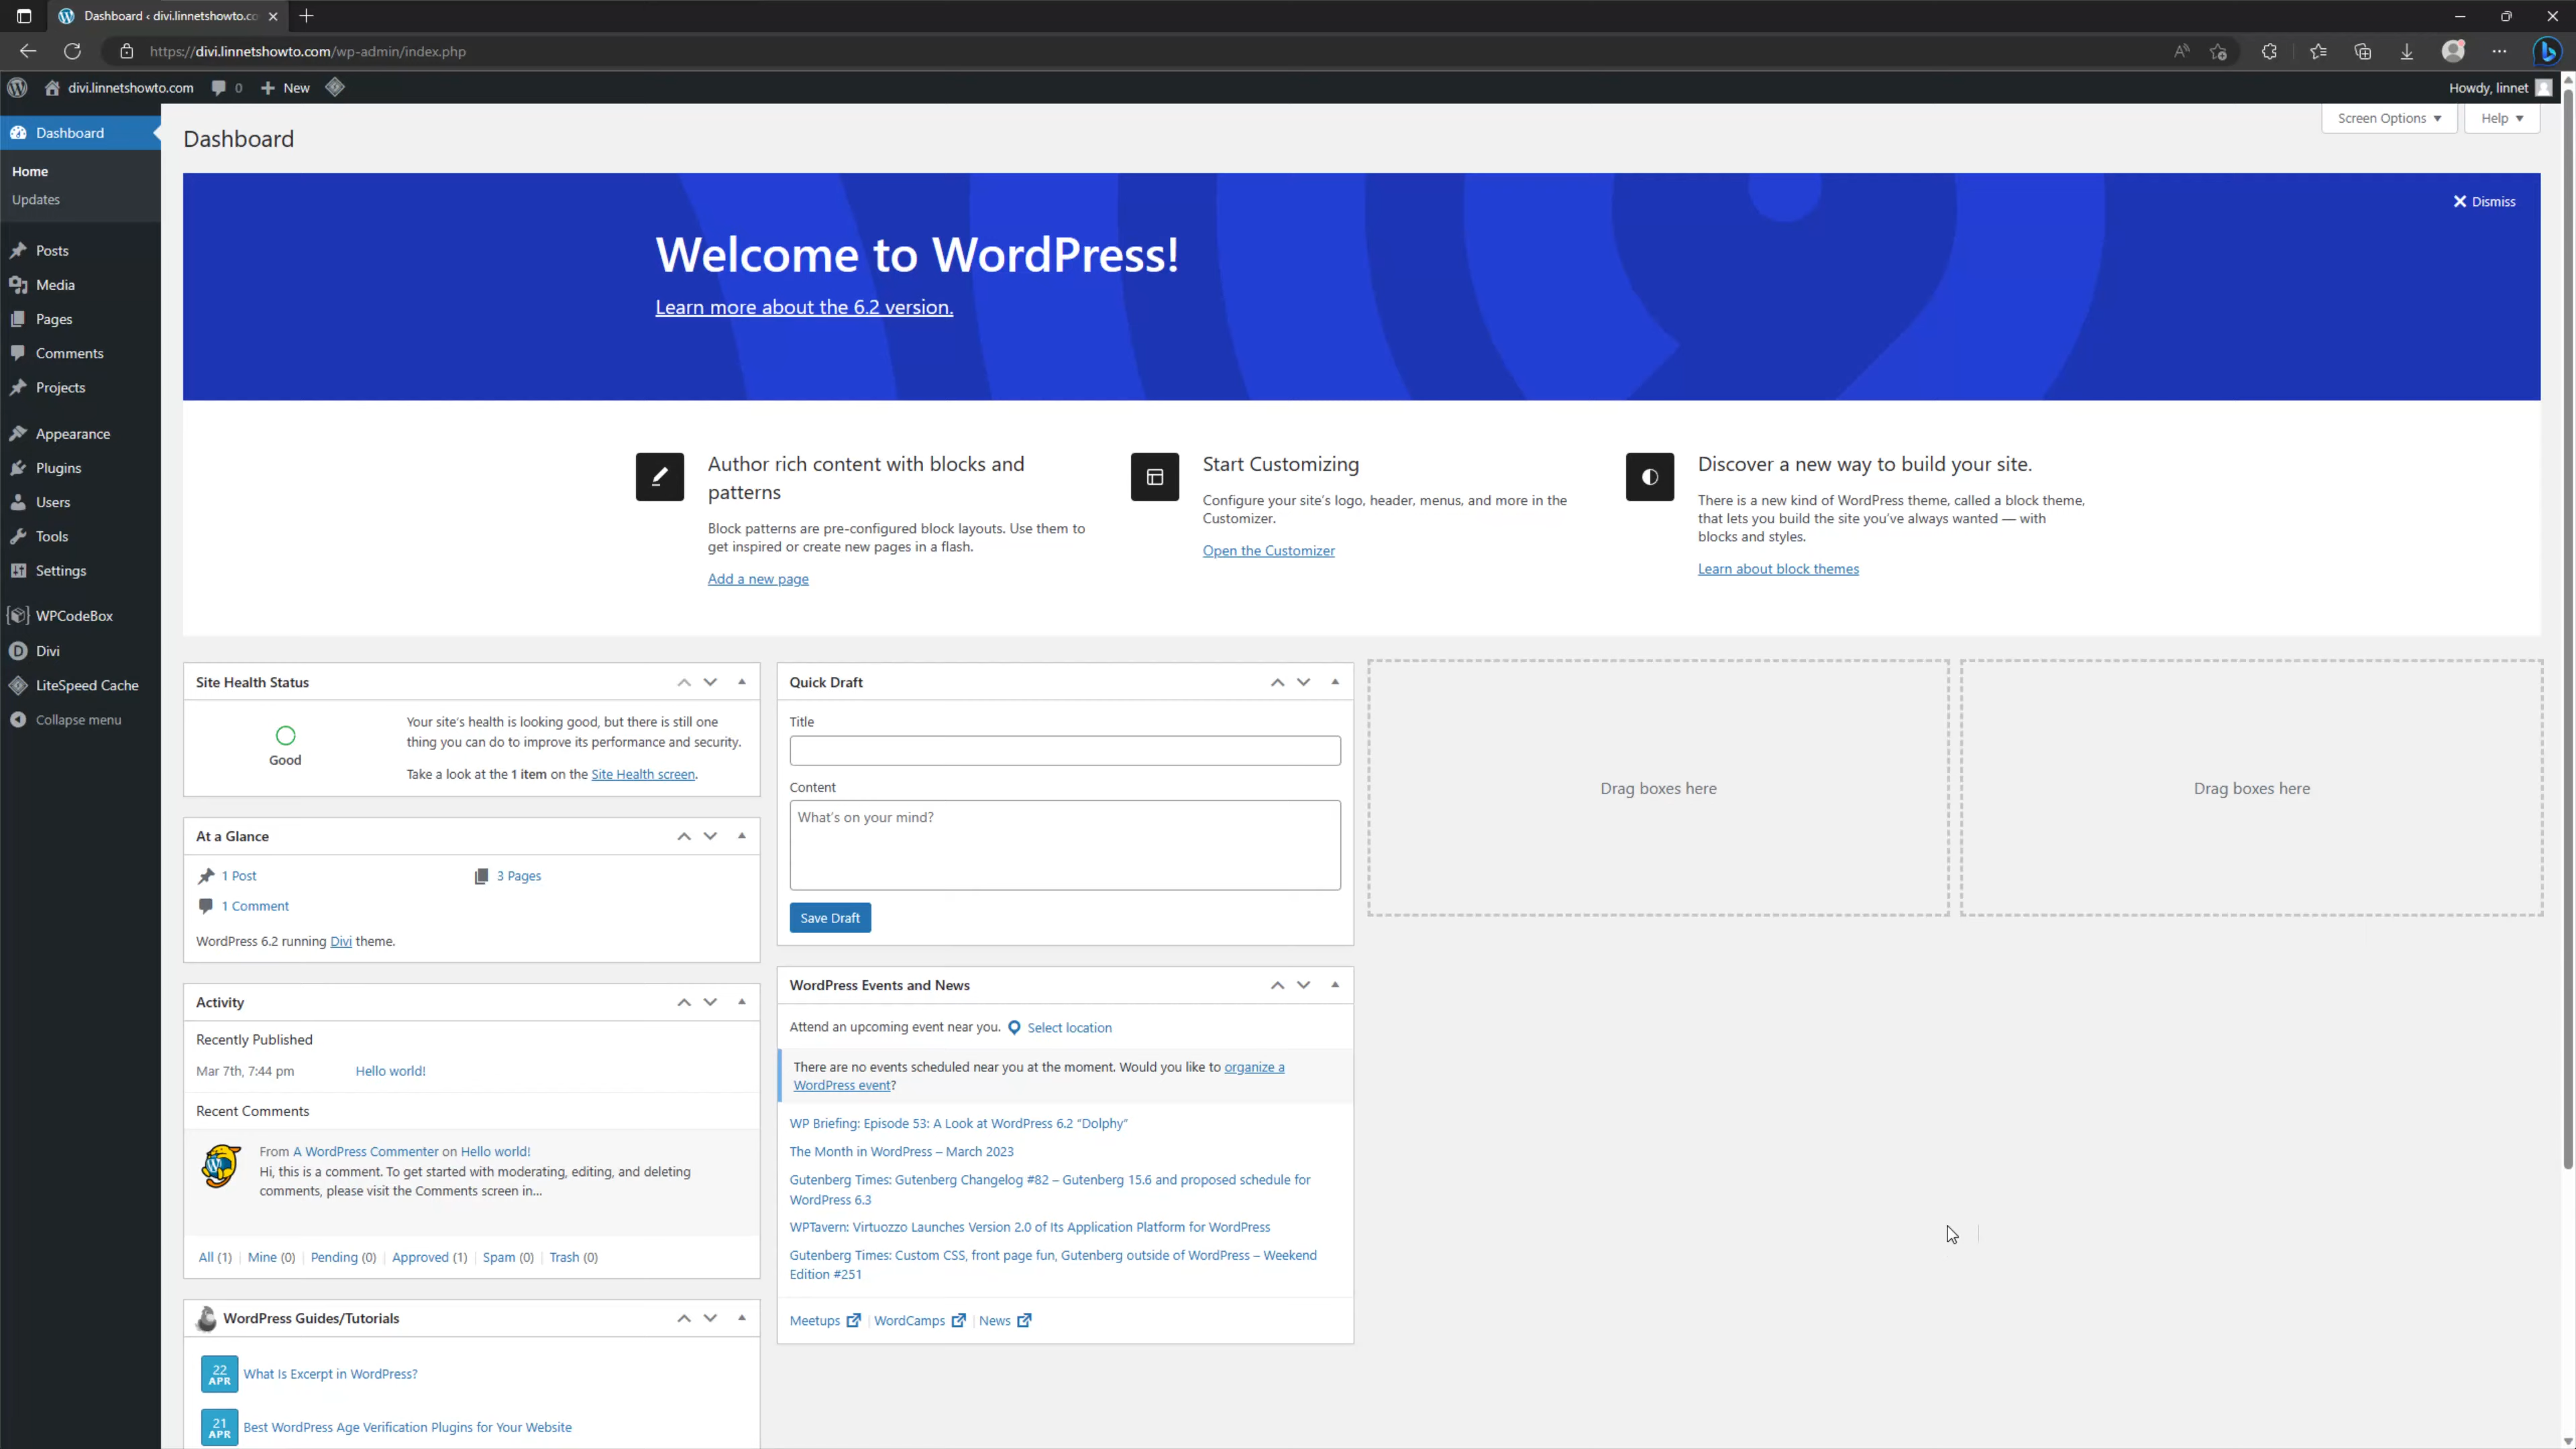 Dashboard ‹ divi.linnetshowto.co
https://divi.linnetshowto.com/wp-admin/index.php
divi.linnetshowto.com 0 New
Howdy, linnet
Dashboard
Home
Updates
Posts
Media
Pages
Comments
Projects
Appearance
Plugins
Users
Tools
Settings
WPCodeBox
Divi
LiteSpeed Cache
Collapse menu
Dashboard
Screen Options
Help
Dismiss
Welcome to WordPress!
Learn more about the 6.2 version.
Author rich content with blocks and
patterns
Block patterns are pre-configured block layouts. Use them to
get inspired or create new pages in a flash.
Add a new page
Start Customizing
Configure your site's logo, header, menus, and more in the
Customizer.
Open the Customizer
Discover a new way to build your site.
There is a new kind of WordPress theme, called a block theme,
that lets you build the site you've always wanted — with
blocks and styles.
Learn about block themes
Site Health Status
Good
Your site's health is looking good, but there is still one
thing you can do to improve its performance and security.
Take a look at the 1 item on the Site Health screen.
At a Glance
1 Post
3 Pages
1 Comment
WordPress 6.2 running Divi theme.
Activity
Recently Published
Mar 7th, 7:44 pm Hello world!
Recent Comments
From A WordPress Commenter on Hello world!
Hi, this is a comment. To get started with moderating, editing, and deleting
comments, please visit the Comments screen in…
All (1) | Mine (0) | Pending (0) | Approved (1) | Spam (0) | Trash (0)
WordPress Guides/Tutorials
22
APR
What Is Excerpt in WordPress?
21
APR
Best WordPress Age Verification Plugins for Your Website
Quick Draft
Title
Content
What's on your mind?
Save Draft
WordPress Events and News
Attend an upcoming event near you. Select location
There are no events scheduled near you at the moment. Would you like to organize a
WordPress event?
WP Briefing: Episode 53: A Look at WordPress 6.2 “Dolphy”
The Month in WordPress – March 2023
Gutenberg Times: Gutenberg Changelog #82 – Gutenberg 15.6 and proposed schedule for
WordPress 6.3
WPTavern: Virtuozzo Launches Version 2.0 of Its Application Platform for WordPress
Gutenberg Times: Custom CSS, front page fun, Gutenberg outside of WordPress – Weekend
Edition #251
Meetups | WordCamps | News
Drag boxes here
Drag boxes here